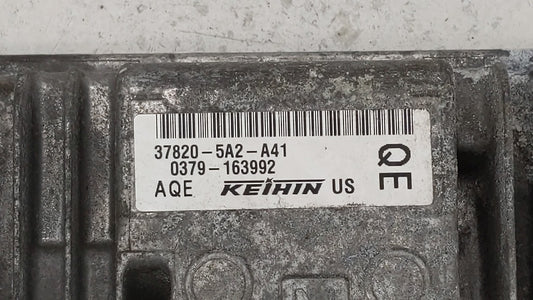 37820-5A2-A41
0379-163992
AQE KEIHIN US
QE